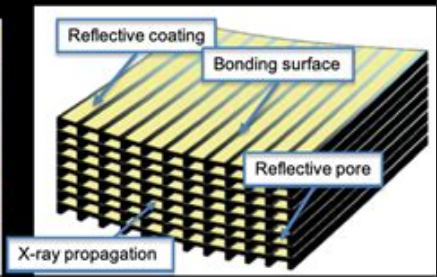 Reflective coating
Bonding surface
Reflective pore
X-ray propagation